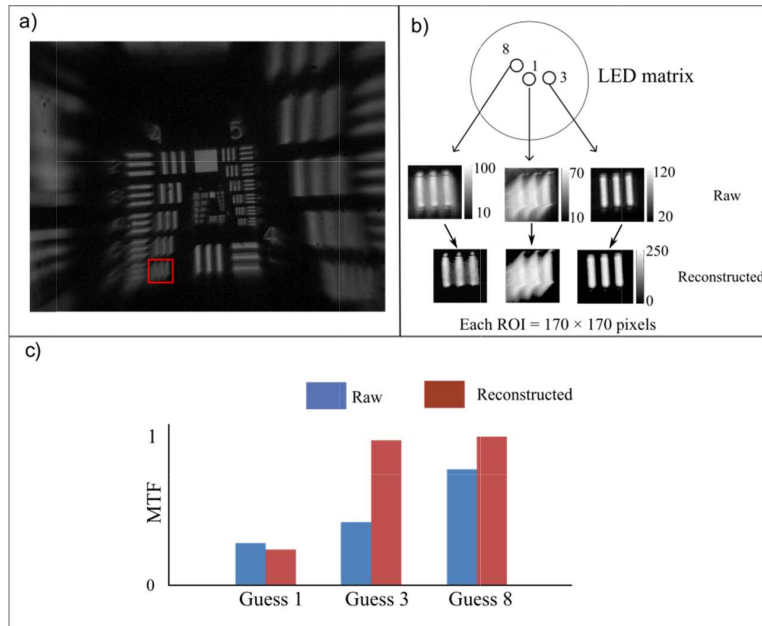 a)
4 5
4
b)
8 1 3 LED matrix
100 70 120
Raw
10 10 20
250
Reconstructed
0
Each ROI = 170 × 170 pixels
c)
Raw Reconstructed
1
MTF
0
Guess 1 Guess 3 Guess 8